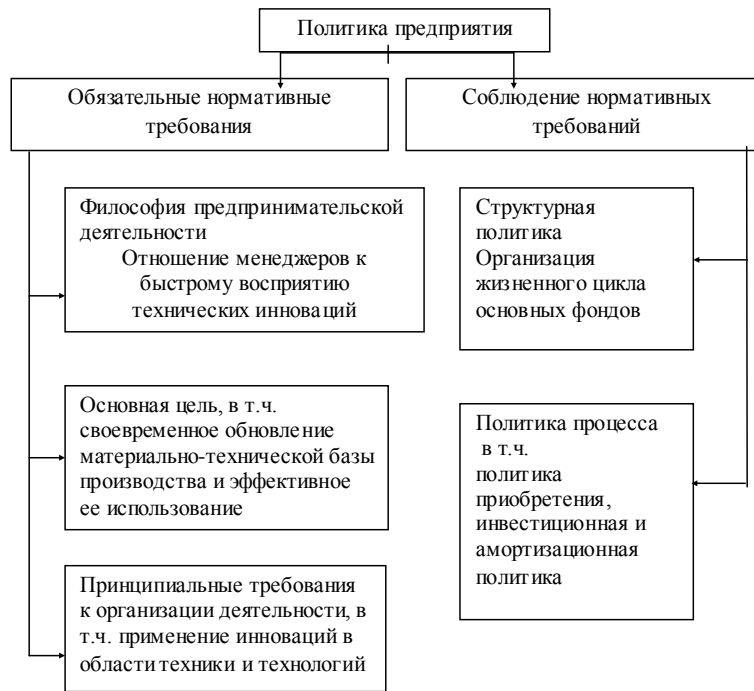 Политика предприятия
Обязательные нормативные
требования
Соблюдение нормативных
требований
Философия предпринимательской
деятельности
Отношение менеджеров к
быстрому восприятию
технических инноваций
Структурная
политика
Организация
жизненного цикла
основных фондов
Основная цель, в т.ч.
своевременное обновление
материально-технической базы
производства и эффективное
ее использование
Политика процесса
в т.ч.
политика
приобретения,
инвестиционная и
амортизационная
политика
Принципиальные требования
к организации деятельности, в
т.ч. применение инноваций в
области техники и технологий